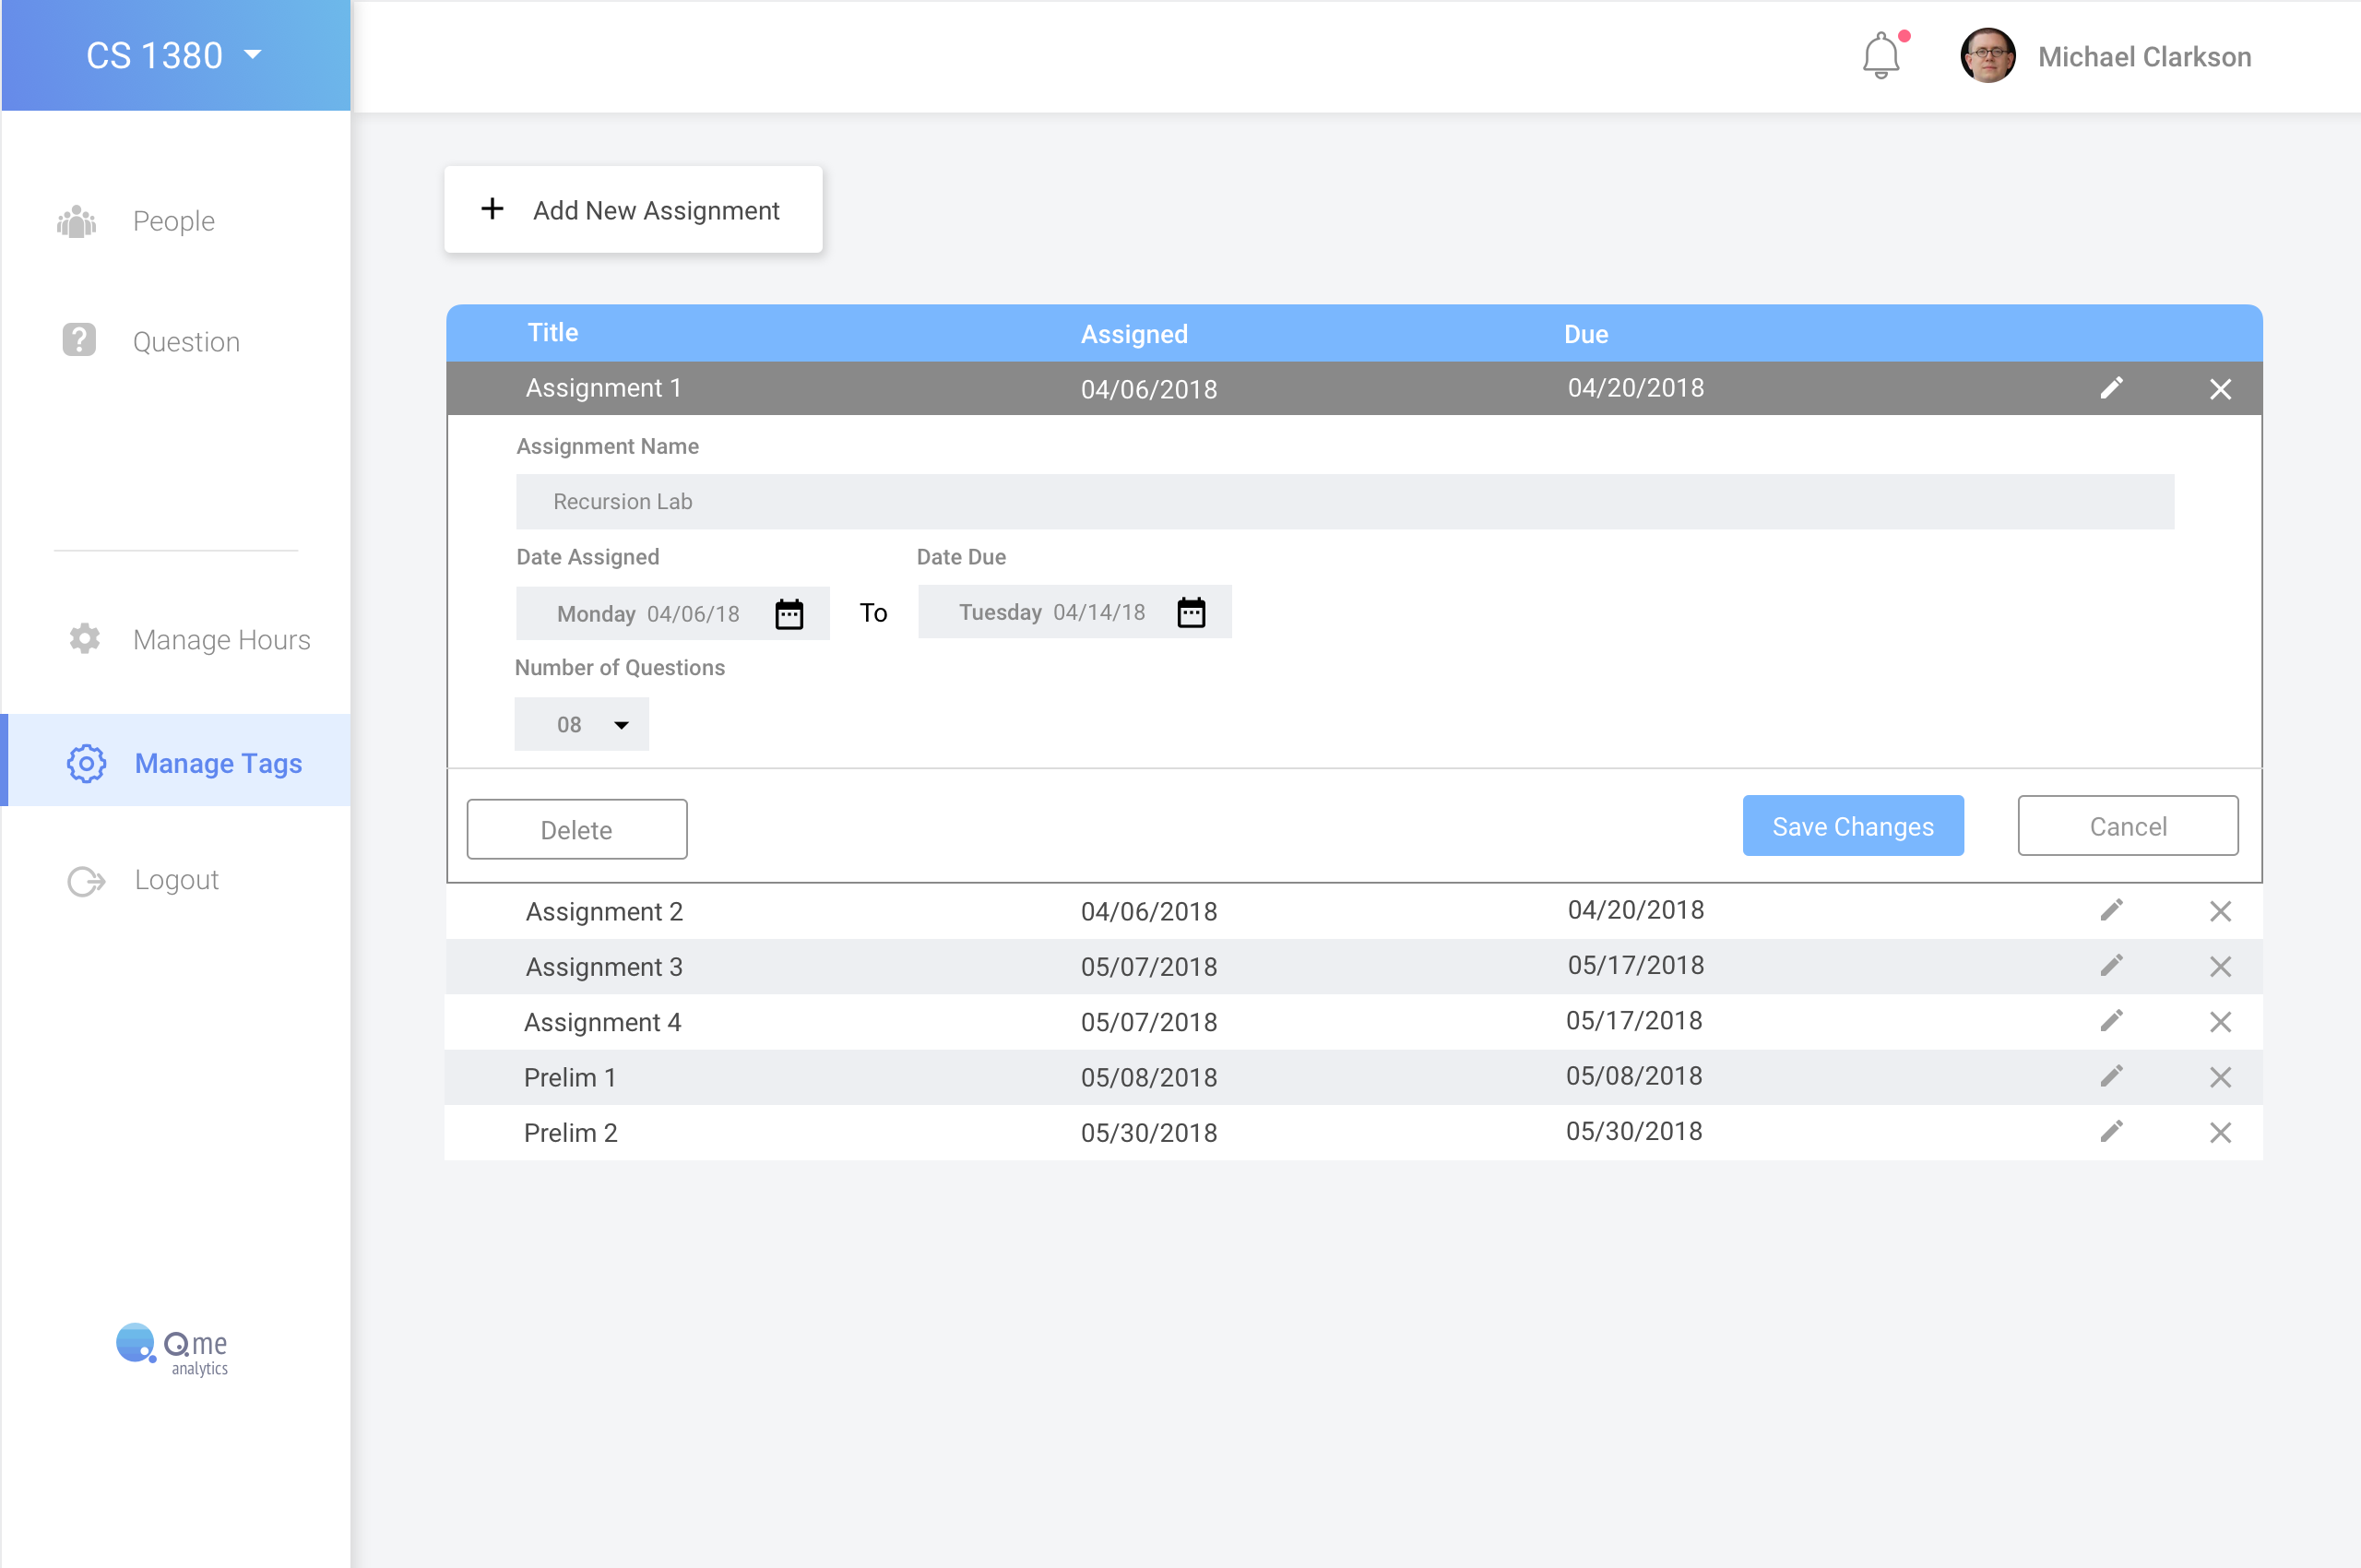 CS 1380
Michael Clarkson
People
Question
Manage Hours
Manage Tags
Logout
Qme
analytics
+ Add New Assignment
Title Assigned Due
Assignment 1 04/06/2018 04/20/2018
Assignment Name
Recursion Lab
Date Assigned Date Due
Monday 04/06/18 To Tuesday 04/14/18
Number of Questions
08
Delete Save Changes Cancel
Assignment 2 04/06/2018 04/20/2018
Assignment 3 05/07/2018 05/17/2018
Assignment 4 05/07/2018 05/17/2018
Prelim 1 05/08/2018 05/08/2018
Prelim 2 05/30/2018 05/30/2018